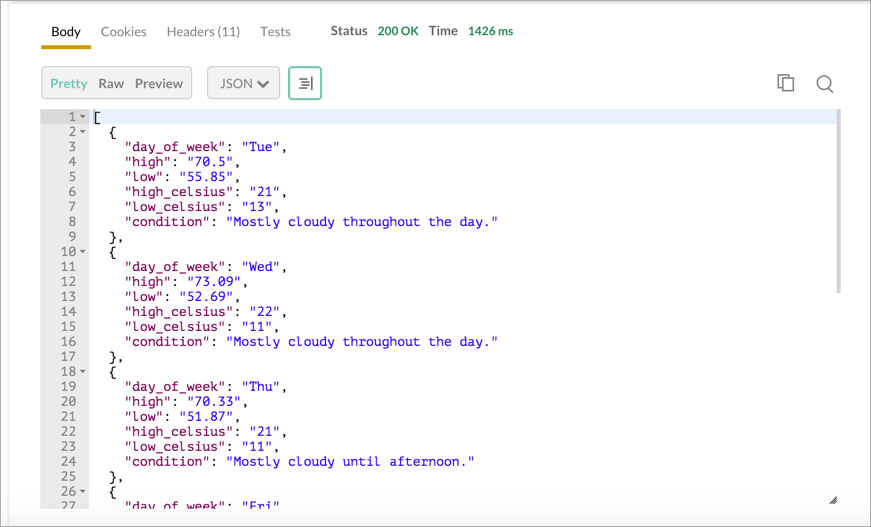 Body Cookies Headers (11) Tests Status 200 OK Time 1426 ms
Pretty Raw Preview JSON
1 [
2 {
3 "day_of_week": "Tue",
4 "high": "70.5",
5 "low": "55.85",
6 "high_celsius": "21",
7 "low_celsius": "13",
8 "condition": "Mostly cloudy throughout the day."
9 },
10 {
11 "day_of_week": "Wed",
12 "high": "73.09",
13 "low": "52.69",
14 "high_celsius": "22",
15 "low_celsius": "11",
16 "condition": "Mostly cloudy throughout the day."
17 },
18 {
19 "day_of_week": "Thu",
20 "high": "70.33",
21 "low": "51.87",
22 "high_celsius": "21",
23 "low_celsius": "11",
24 "condition": "Mostly cloudy until afternoon."
25 },
26 {
27 "day_of_week": "Fri"